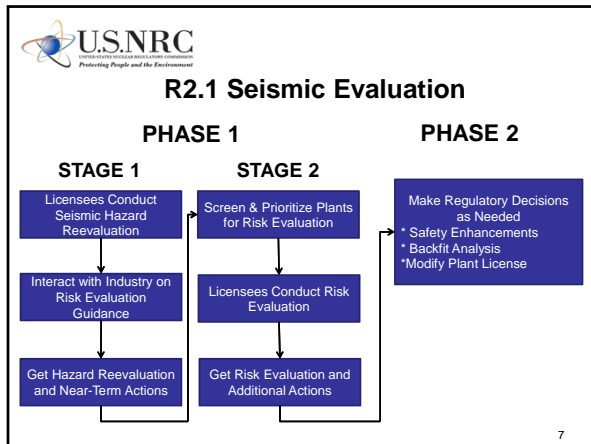 U.S.NRC
UNITED STATES NUCLEAR REGULATORY COMMISSION
Protecting People and the Environment
R2.1 Seismic Evaluation
PHASE 1
PHASE 2
STAGE 1
STAGE 2
Licensees Conduct
Seismic Hazard
Reevaluation
Interact with Industry on
Risk Evaluation
Guidance
Get Hazard Reevaluation
and Near-Term Actions
Screen & Prioritize Plants
for Risk Evaluation
Licensees Conduct Risk
Evaluation
Get Risk Evaluation and
Additional Actions
Make Regulatory Decisions
as Needed
* Safety Enhancements
* Backfit Analysis
*Modify Plant License
7